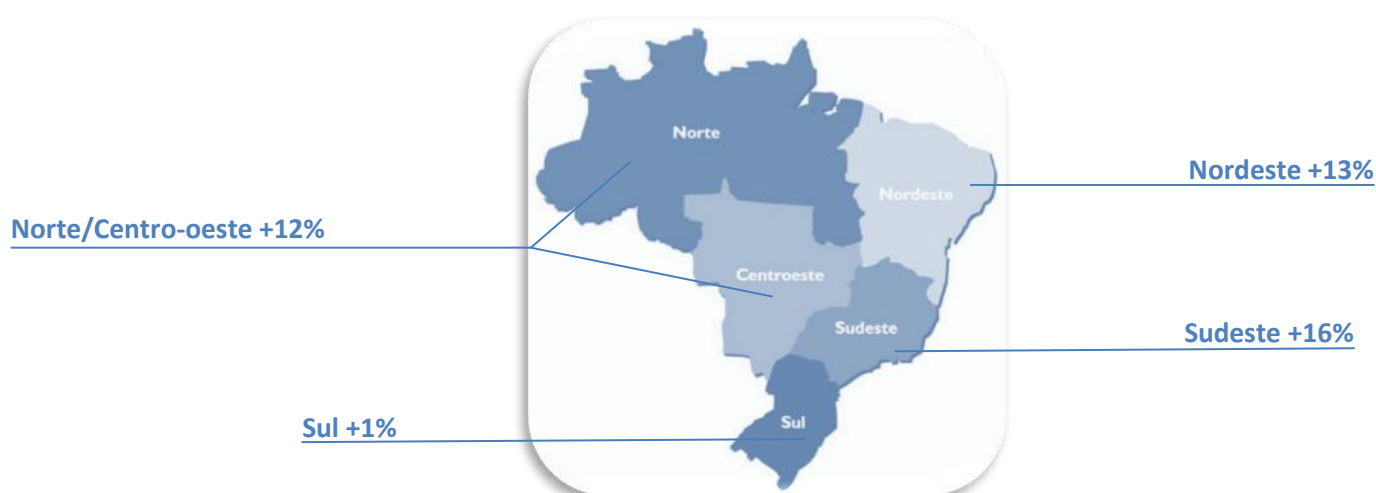 Norte
Nordeste +13%
Nordeste
Norte/Centro-oeste +12%
Centroeste
Sudeste
Sudeste +16%
Sul +1%
Sul